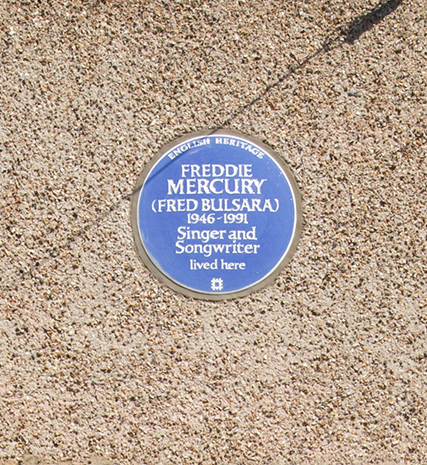 ENGLISH HERITAGE
FREDDIE
MERCURY
(FRED BULSARA)
1946-1991
Singer and
Songwriter
lived here